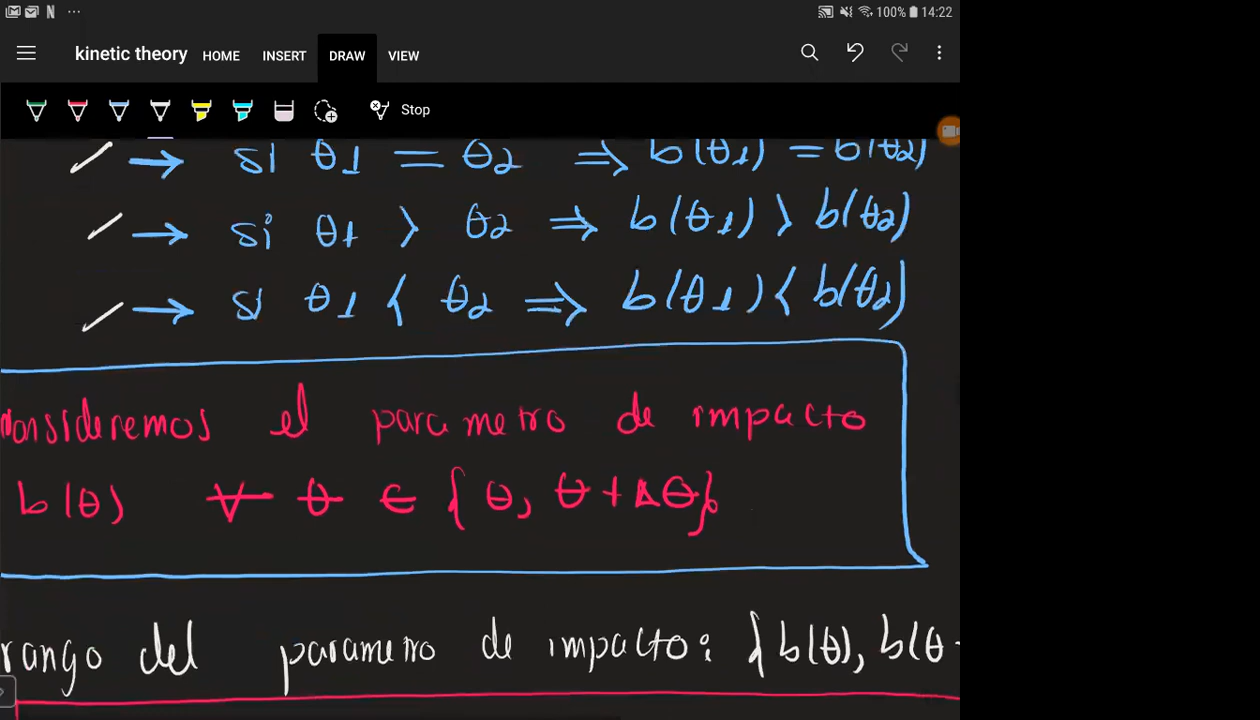 100% 14:22
kinetic theory HOME INSERT DRAW VIEW
Stop
→ si θ1 = θ2 ⇒ b(θ1) = b(θ2)
→ si θ1 > θ2 ⇒ b(θ1) > b(θ2)
→ si θ1 < θ2 ⇒ b(θ1) < b(θ2)
consideremos el parametro de impacto
b(θ) ∀ θ ∈ {θ, θ+Δθ}
rango del parametro de impacto: {b(θ), b(θ